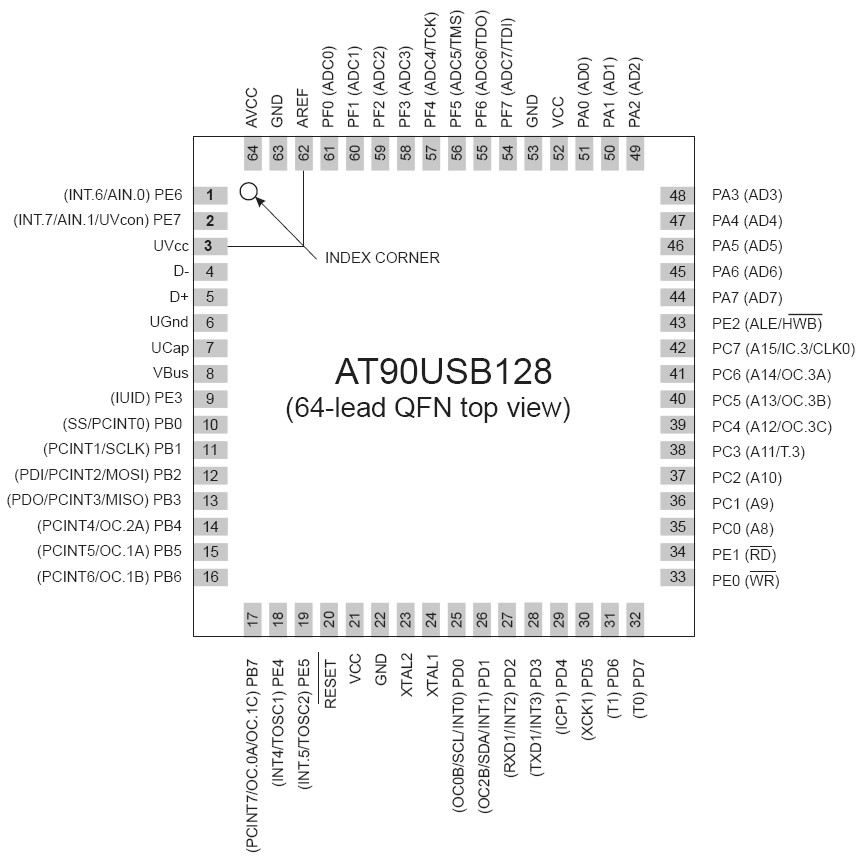 AVCC
GND
AREF
PF0 (ADC0)
PF1 (ADC1)
PF2 (ADC2)
PF3 (ADC3)
PF4 (ADC4/TCK)
PF5 (ADC5/TMS)
PF6 (ADC6/TDO)
PF7 (ADC7/TDI)
GND
VCC
PA0 (AD0)
PA1 (AD1)
PA2 (AD2)
64
63
62
61
60
59
58
57
56
55
54
53
52
51
50
49
(INT.6/AIN.0) PE6 1
(INT.7/AIN.1/UVcon) PE7 2
UVcc 3
D- 4
D+ 5
UGnd 6
UCap 7
VBus 8
(IUID) PE3 9
(SS/PCINT0) PB0 10
(PCINT1/SCLK) PB1 11
(PDI/PCINT2/MOSI) PB2 12
(PDO/PCINT3/MISO) PB3 13
(PCINT4/OC.2A) PB4 14
(PCINT5/OC.1A) PB5 15
(PCINT6/OC.1B) PB6 16
INDEX CORNER
AT90USB128
(64-lead QFN top view)
48 PA3 (AD3)
47 PA4 (AD4)
46 PA5 (AD5)
45 PA6 (AD6)
44 PA7 (AD7)
43 PE2 (ALE/HWB)
42 PC7 (A15/IC.3/CLK0)
41 PC6 (A14/OC.3A)
40 PC5 (A13/OC.3B)
39 PC4 (A12/OC.3C)
38 PC3 (A11/T.3)
37 PC2 (A10)
36 PC1 (A9)
35 PC0 (A8)
34 PE1 (RD)
33 PE0 (WR)
17
18
19
20
21
22
23
24
25
26
27
28
29
30
31
32
(PCINT7/OC.0A/OC.1C) PB7
(INT4/TOSC1) PE4
(INT.5/TOSC2) PE5
RESET
VCC
GND
XTAL2
XTAL1
(OC0B/SCL/INT0) PD0
(OC2B/SDA/INT1) PD1
(RXD1/INT2) PD2
(TXD1/INT3) PD3
(ICP1) PD4
(XCK1) PD5
(T1) PD6
(T0) PD7